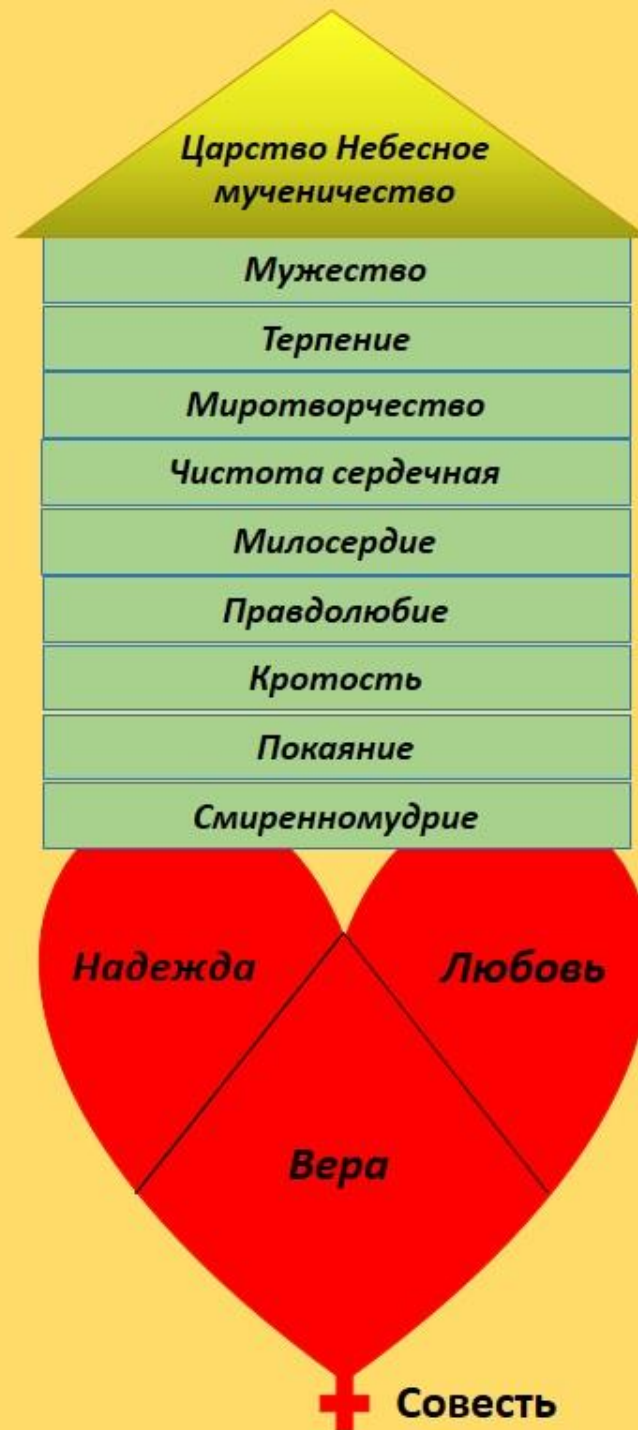 Царство Небесное
мученичество
Мужество
Терпение
Миротворчество
Чистота сердечная
Милосердие
Правдолюбие
Кротость
Покаяние
Смиренномудрие
Надежда
Любовь
Вера
Совесть